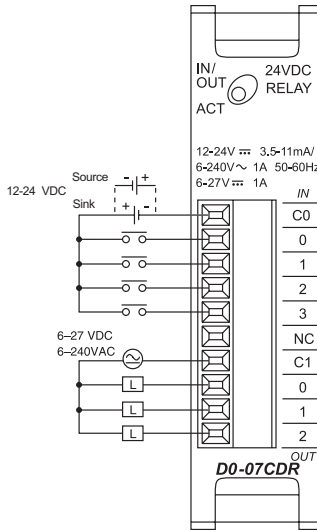 IN/
OUT
24VDC
RELAY
ACT
12-24V ⎓ 3.5-11mA/
6-240V∿ 1A 50-60Hz
6-27V ⎓ 1A
Source
- +
12-24 VDC
Sink
+ -
IN
C0
0
1
2
3
NC
6–27 VDC
6–240VAC
C1
L 0
L 1
L 2
OUT
D0-07CDR